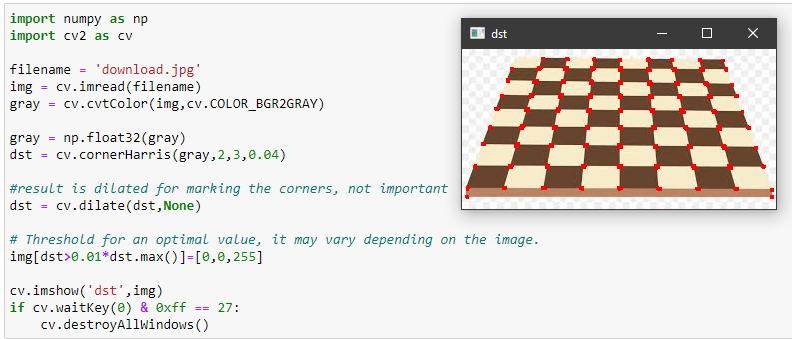 import numpy as np
import cv2 as cv
dst
filename = 'download.jpg'
img = cv.imread(filename)
gray = cv.cvtColor(img,cv.COLOR_BGR2GRAY)
gray = np.float32(gray)
dst = cv.cornerHarris(gray,2,3,0.04)
#result is dilated for marking the corners, not important
dst = cv.dilate(dst,None)
# Threshold for an optimal value, it may vary depending on the image.
img[dst>0.01*dst.max()]=[0,0,255]
cv.imshow('dst',img)
if cv.waitKey(0) & 0xff == 27:
    cv.destroyAllWindows()